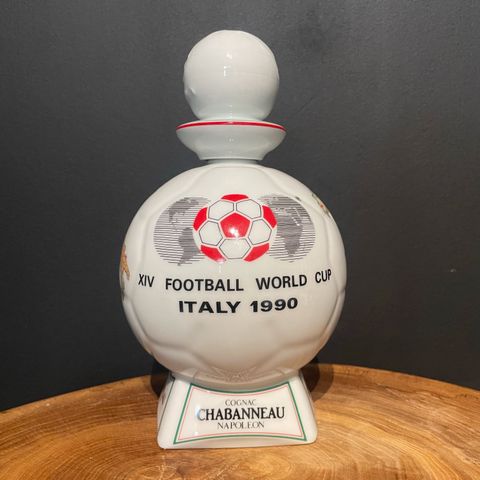 XIV FOOTBALL WORLD CUP
ITALY 1990
COGNAC
CHABANNEAU
NAPOLEON